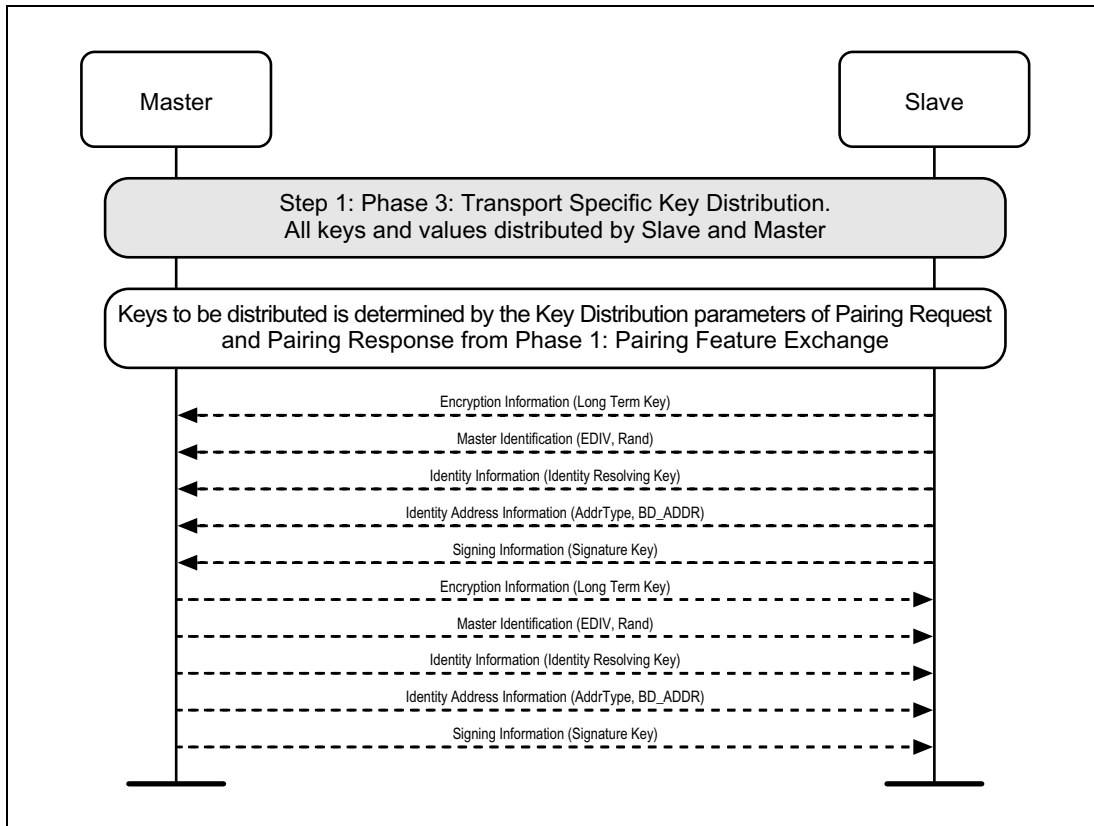 Master
Slave
Step 1: Phase 3: Transport Specific Key Distribution.
All keys and values distributed by Slave and Master
Keys to be distributed is determined by the Key Distribution parameters of Pairing Request
and Pairing Response from Phase 1: Pairing Feature Exchange
Encryption Information (Long Term Key)
Master Identification (EDIV, Rand)
Identity Information (Identity Resolving Key)
Identity Address Information (AddrType, BD_ADDR)
Signing Information (Signature Key)
Encryption Information (Long Term Key)
Master Identification (EDIV, Rand)
Identity Information (Identity Resolving Key)
Identity Address Information (AddrType, BD_ADDR)
Signing Information (Signature Key)